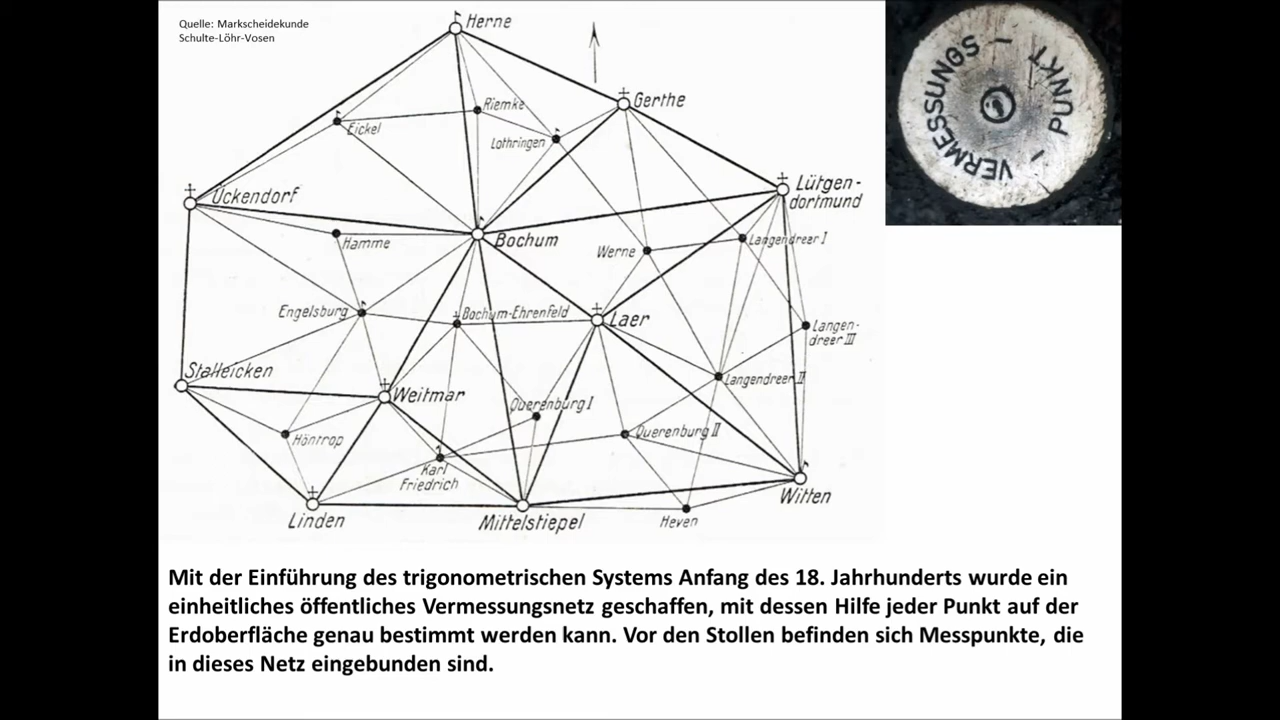 Quelle: Markscheidekunde
Schulte-Löhr-Vosen
Herne
Gerthe
Riemke
Eickel
Lothringen
Ückendorf
Lütgen-
dortmund
Hamme
Bochum
Werne
Langendreer I
Engelsburg
Bochum-Ehrenfeld
Laer
Langen-
dreer III
Stalleicken
Weitmar
Langendreer II
Querenburg I
Höntrop
Querenburg II
Karl
Friedrich
Witten
Linden
Mittelstiepel
Heven
VERMESSUNGS - PUNKT -
Mit der Einführung des trigonometrischen Systems Anfang des 18. Jahrhunderts wurde ein
einheitliches öffentliches Vermessungsnetz geschaffen, mit dessen Hilfe jeder Punkt auf der
Erdoberfläche genau bestimmt werden kann. Vor den Stollen befinden sich Messpunkte, die
in dieses Netz eingebunden sind.